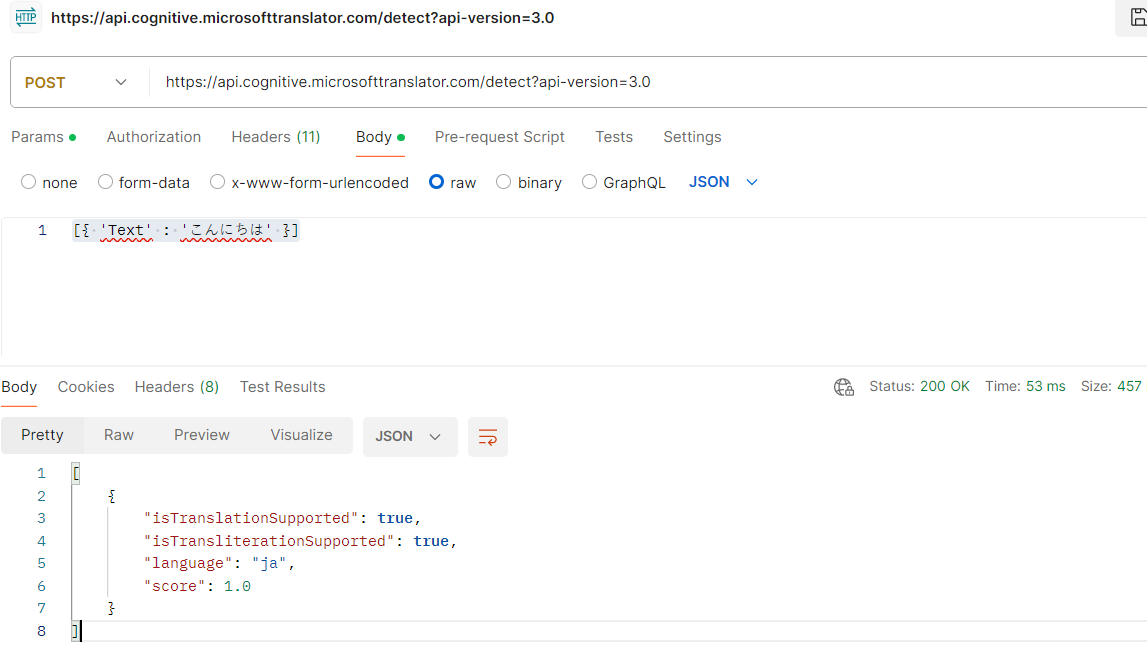 HTTP https://api.cognitive.microsofttranslator.com/detect?api-version=3.0
POST https://api.cognitive.microsofttranslator.com/detect?api-version=3.0
Params Authorization Headers (11) Body Pre-request Script Tests Settings
none form-data x-www-form-urlencoded raw binary GraphQL JSON
1 [{ 'Text' : 'こんにちは' }]
Body Cookies Headers (8) Test Results Status: 200 OK Time: 53 ms Size: 457
Pretty Raw Preview Visualize JSON
1 [
2 {
3 "isTranslationSupported": true,
4 "isTransliterationSupported": true,
5 "language": "ja",
6 "score": 1.0
7 }
8 ]